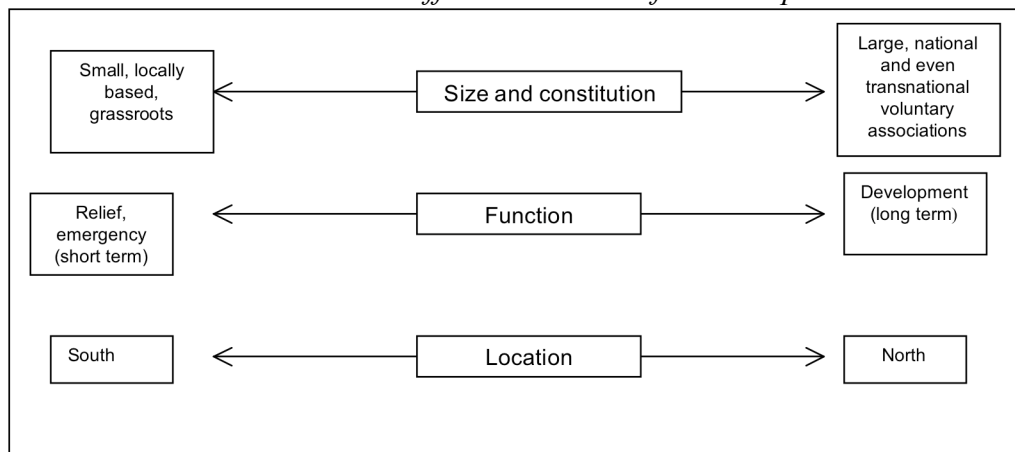 Small, locally
based,
grassroots
Size and constitution
Large, national
and even
transnational
voluntary
associations
Relief,
emergency
(short term)
Function
Development
(long term)
South
Location
North